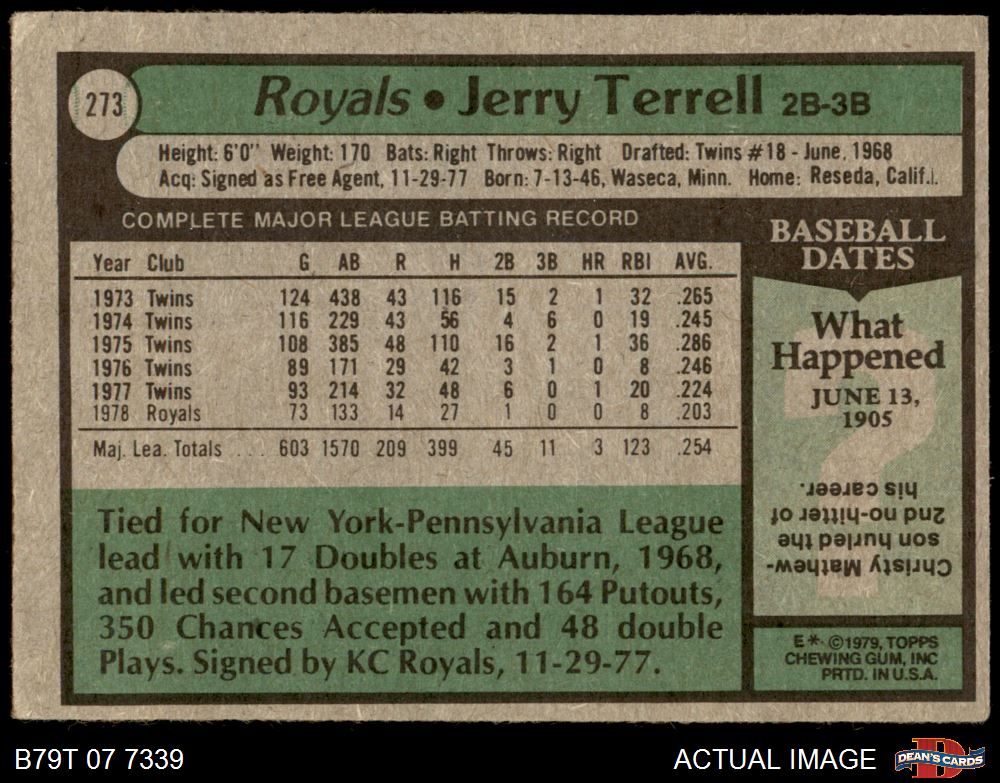 273
Royals • Jerry Terrell 2B-3B
Height: 6'0" Weight: 170 Bats: Right Throws: Right Drafted: Twins #18 - June, 1968
Acq: Signed as Free Agent, 11-29-77 Born: 7-13-46, Waseca, Minn. Home: Reseda, Calif.
COMPLETE MAJOR LEAGUE BATTING RECORD
Year Club G AB R H 2B 3B HR RBI AVG.
1973 Twins 124 438 43 116 15 2 1 32 .265
1974 Twins 116 229 43 56 4 6 0 19 .245
1975 Twins 108 385 48 110 16 2 1 36 .286
1976 Twins 89 171 29 42 3 1 0 8 .246
1977 Twins 93 214 32 48 6 0 1 20 .224
1978 Royals 73 133 14 27 1 0 0 8 .203
Maj. Lea. Totals . . . 603 1570 209 399 45 11 3 123 .254
Tied for New York-Pennsylvania League
lead with 17 Doubles at Auburn, 1968,
and led second basemen with 164 Putouts,
350 Chances Accepted and 48 double
Plays. Signed by KC Royals, 11-29-77.
BASEBALL
DATES
What
Happened
JUNE 13,
1905
Christy Mathew-
son hurled the
2nd no-hitter of
his career.
E* ©1979, TOPPS
CHEWING GUM, INC
PRTD. IN U.S.A.
B79T 07 7339
ACTUAL IMAGE
D
DEAN'S CARDS